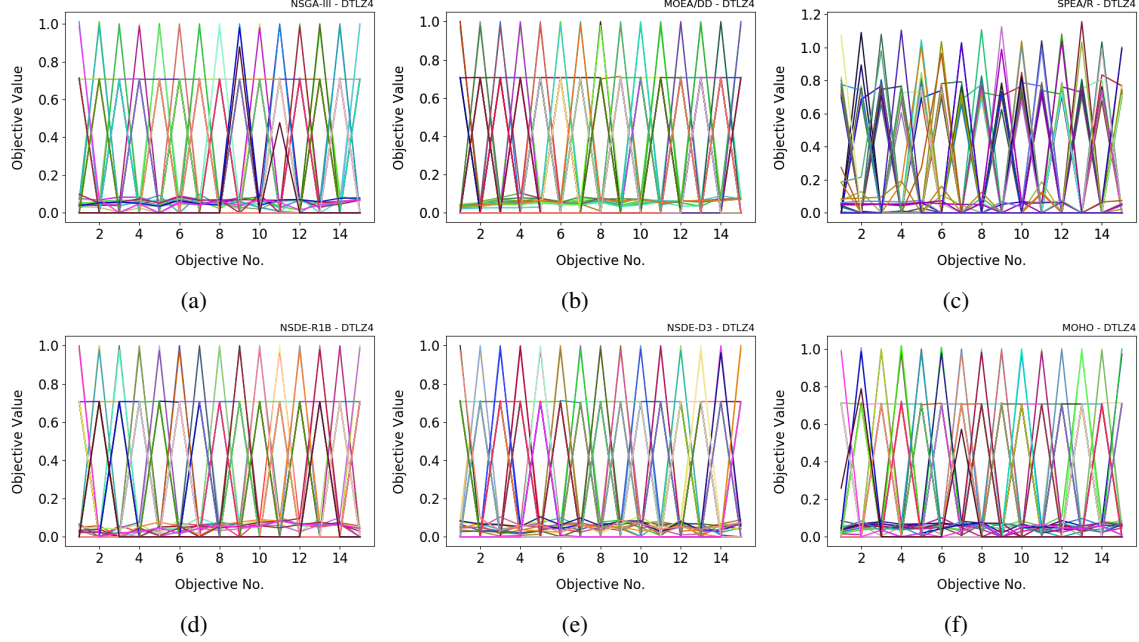 NSGA-III - DTLZ4
Objective Value
1.0
0.8
0.6
0.4
0.2
0.0
2 4 6 8 10 12 14
Objective No.
(a)
MOEA/DD - DTLZ4
Objective Value
1.0
0.8
0.6
0.4
0.2
0.0
2 4 6 8 10 12 14
Objective No.
(b)
SPEA/R - DTLZ4
Objective Value
1.2
1.0
0.8
0.6
0.4
0.2
0.0
2 4 6 8 10 12 14
Objective No.
(c)
NSDE-R1B - DTLZ4
Objective Value
1.0
0.8
0.6
0.4
0.2
0.0
2 4 6 8 10 12 14
Objective No.
(d)
NSDE-D3 - DTLZ4
Objective Value
1.0
0.8
0.6
0.4
0.2
0.0
2 4 6 8 10 12 14
Objective No.
(e)
MOHO - DTLZ4
Objective Value
1.0
0.8
0.6
0.4
0.2
0.0
2 4 6 8 10 12 14
Objective No.
(f)